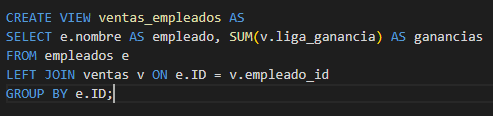 CREATE VIEW ventas_empleados AS
SELECT e.nombre AS empleado, SUM(v.liga_ganancia) AS ganancias
FROM empleados e
LEFT JOIN ventas v ON e.ID = v.empleado_id
GROUP BY e.ID;